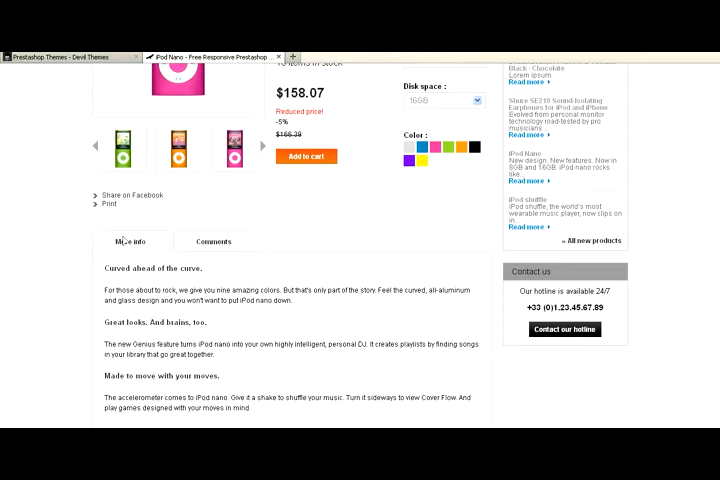 Prestashop Themes - Devil Themes
iPod Nano - Free Responsive Prestashop ...
10 items in stock
$158.07
Reduced price!
-5%
$166.39
Add to cart
Disk space :
16GB
Color :
Share on Facebook
Print
More info
Comments
Curved ahead of the curve.
For those about to rock, we give you nine amazing colors. But that's only part of the story. Feel the curved, all-aluminum
and glass design and you won't want to put iPod nano down.
Great looks. And brains, too.
The new Genius feature turns iPod nano into your own highly intelligent, personal DJ. It creates playlists by finding songs
in your library that go great together.
Made to move with your moves.
The accelerometer comes to iPod nano. Give it a shake to shuffle your music. Turn it sideways to view Cover Flow. And
play games designed with your moves in mind
Black - Chocolate
Lorem ipsum
Read more
Shure SE210 Sound-Isolating
Earphones for iPod and iPhone
Evolved from personal monitor
technology road-tested by pro
musicians...
Read more
iPod Nano
New design. New features. Now in
8GB and 16GB. iPod nano rocks
like...
Read more
iPod shuffle
iPod shuffle, the world's most
wearable music player, now clips on
in...
Read more
» All new products
Contact us
Our hotline is available 24/7
+33 (0)1.23.45.67.89
Contact our hotline